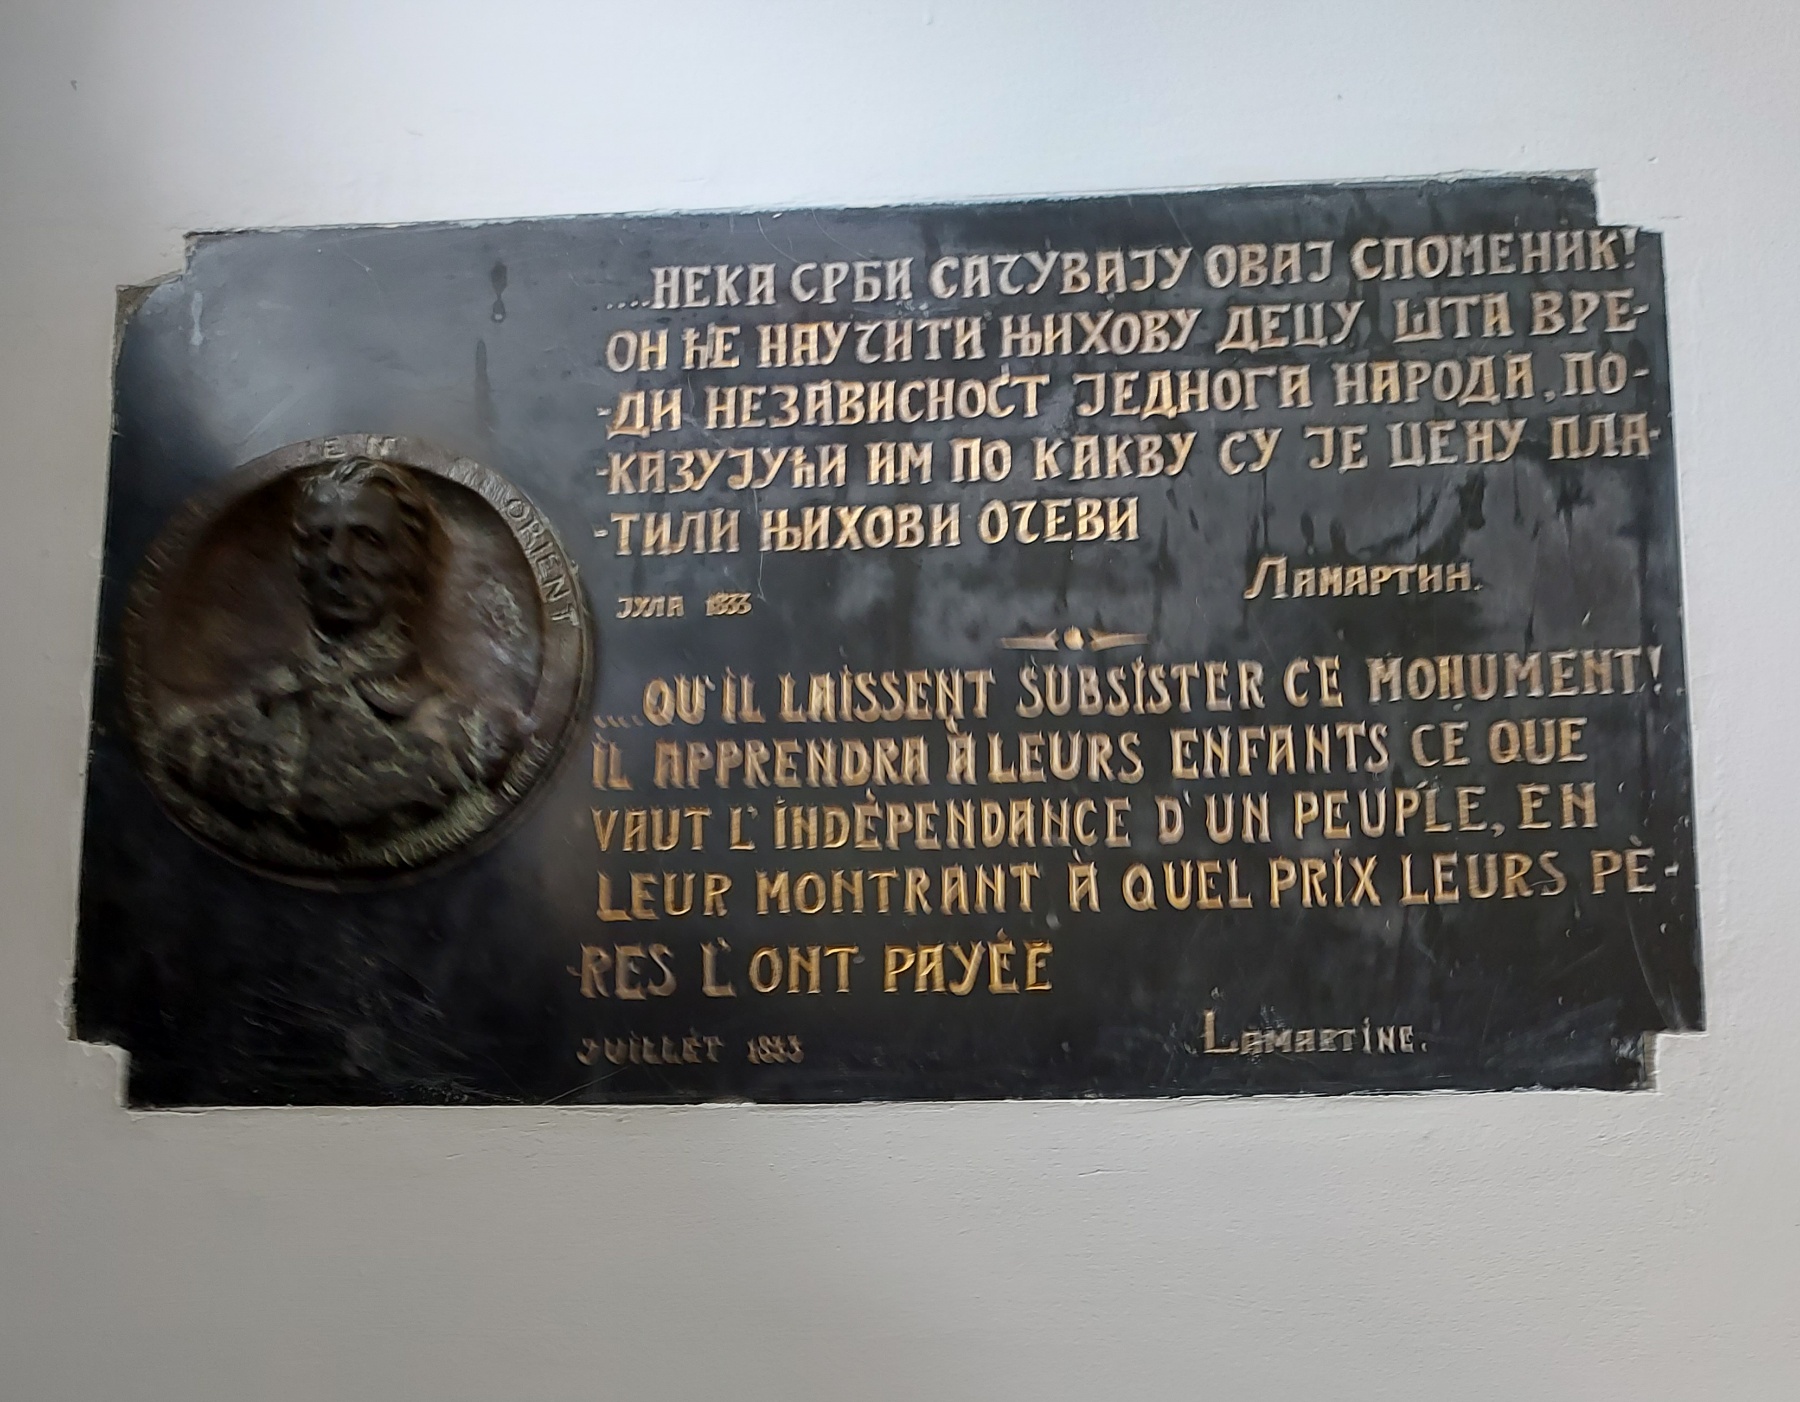 ....НЕКА СРБИ САЧУВАЈУ ОВАЈ СПОМЕНИК!
ОН ЋЕ НАУЧИТИ ЊИХОВУ ДЕЦУ ШТА ВРЕ-
-ДИ НЕЗАВИСНОСТ ЈЕДНОГА НАРОДА, ПО-
-КАЗУЈУЋИ ИМ ПО КАКВУ СУ ЈЕ ЦЕНУ ПЛА-
-ТИЛИ ЊИХОВИ ОЧЕВИ
ЈУЛА 1833 ЛАМАРТИН.
....QU'IL LAISSENT SUBSISTER CE MONUMENT!
IL APPRENDRA À LEURS ENFANTS CE QUE
VAUT L'INDÉPENDANCE D'UN PEUPLE, EN
LEUR MONTRANT À QUEL PRIX LEURS PÈ-
-RES L'ONT PAYÉE
JUILLET 1833 LAMARTINE.
ORIENT